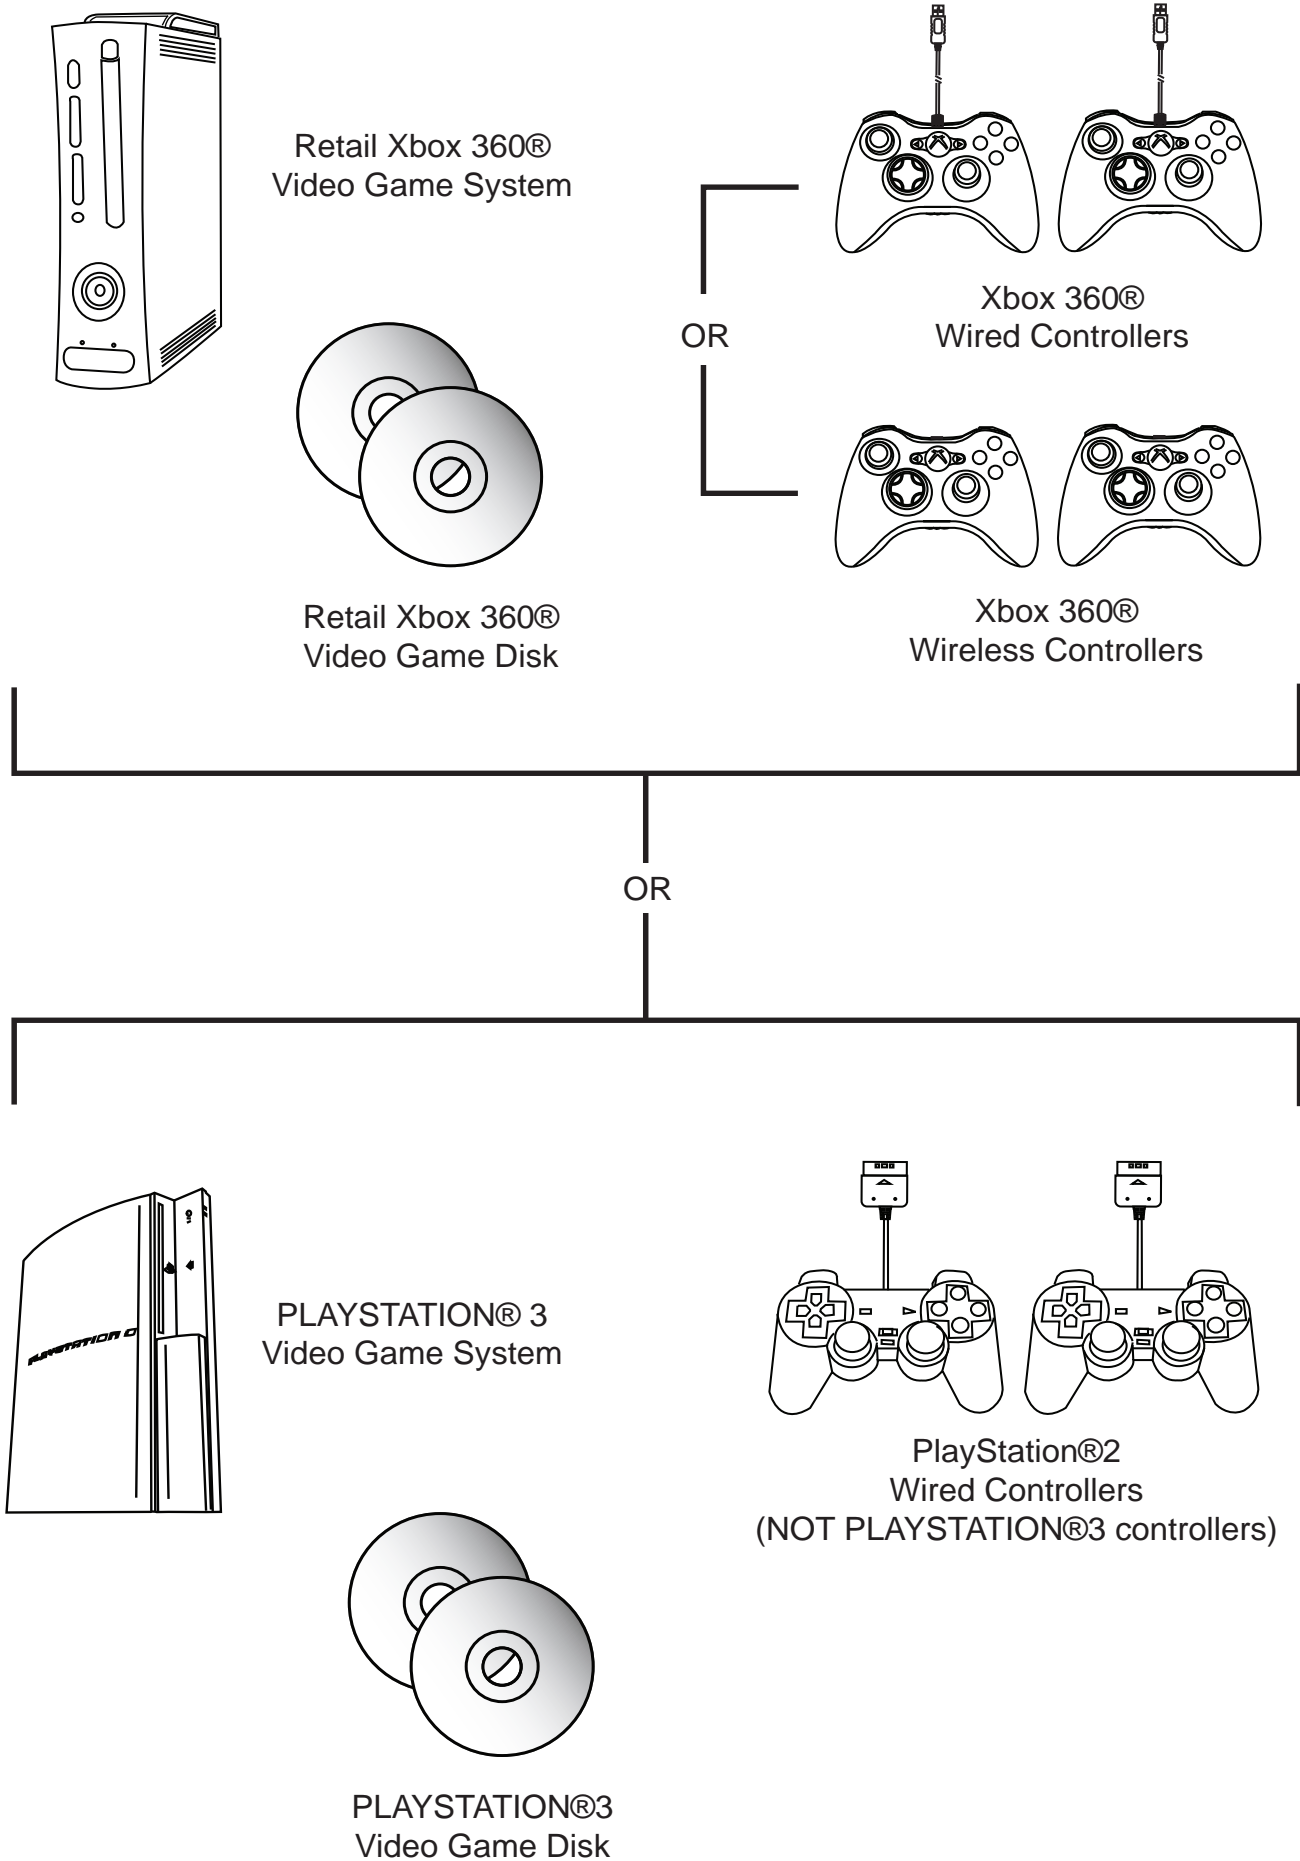 Retail Xbox 360®
Video Game System
OR
Xbox 360®
Wired Controllers
Retail Xbox 360®
Video Game Disk
Xbox 360®
Wireless Controllers
OR
PLAYSTATION® 3
Video Game System
PlayStation®2
Wired Controllers
(NOT PLAYSTATION®3 controllers)
PLAYSTATION®3
Video Game Disk